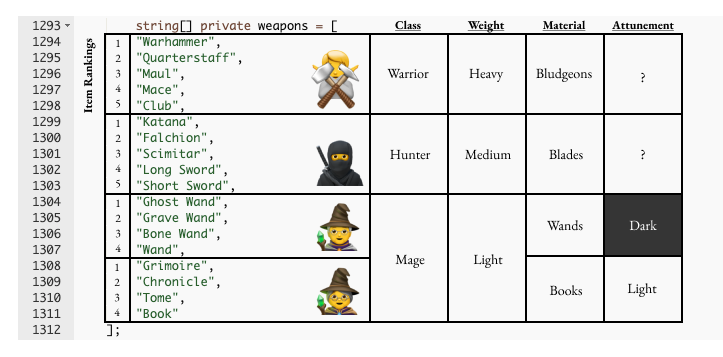 1293 string[] private weapons = [ Class Weight Material Attunement
Item Rankings
1294 1 "Warhammer",
1295 2 "Quarterstaff",
1296 3 "Maul", Warrior Heavy Bludgeons ?
1297 4 "Mace",
1298 5 "Club",
1299 1 "Katana",
1300 2 "Falchion",
1301 3 "Scimitar", Hunter Medium Blades ?
1302 4 "Long Sword",
1303 5 "Short Sword",
1304 1 "Ghost Wand",
1305 2 "Grave Wand", Wands Dark
1306 3 "Bone Wand",
1307 4 "Wand",
Mage Light
1308 1 "Grimoire",
1309 2 "Chronicle", Books Light
1310 3 "Tome",
1311 4 "Book"
1312 ];